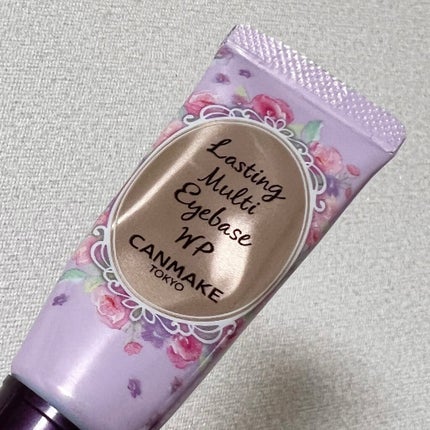 Lasting
Multi
Eyebase
WP
CANMAKE
TOKYO